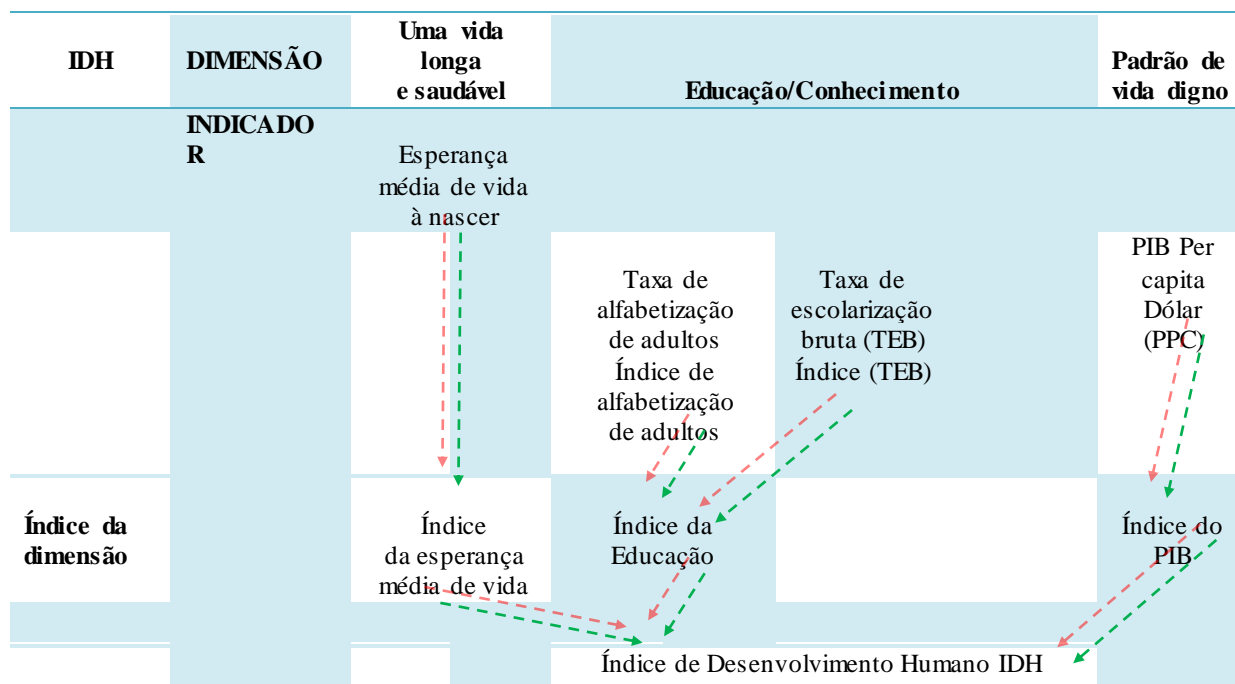 IDH
DIMENSÃO
Uma vida
longa
e saudável
Educação/Conhecimento
Padrão de
vida digno
INDICADO
R
Esperança
média de vida
à nascer
Taxa de
alfabetização
de adultos
Índice de
alfabetização
de adultos
Taxa de
escolarização
bruta (TEB)
Índice (TEB)
PIB Per
capita
Dólar
(PPC)
Índice da
dimensão
Índice
da esperança
média de vida
Índice da
Educação
Índice do
PIB
Índice de Desenvolvimento Humano IDH